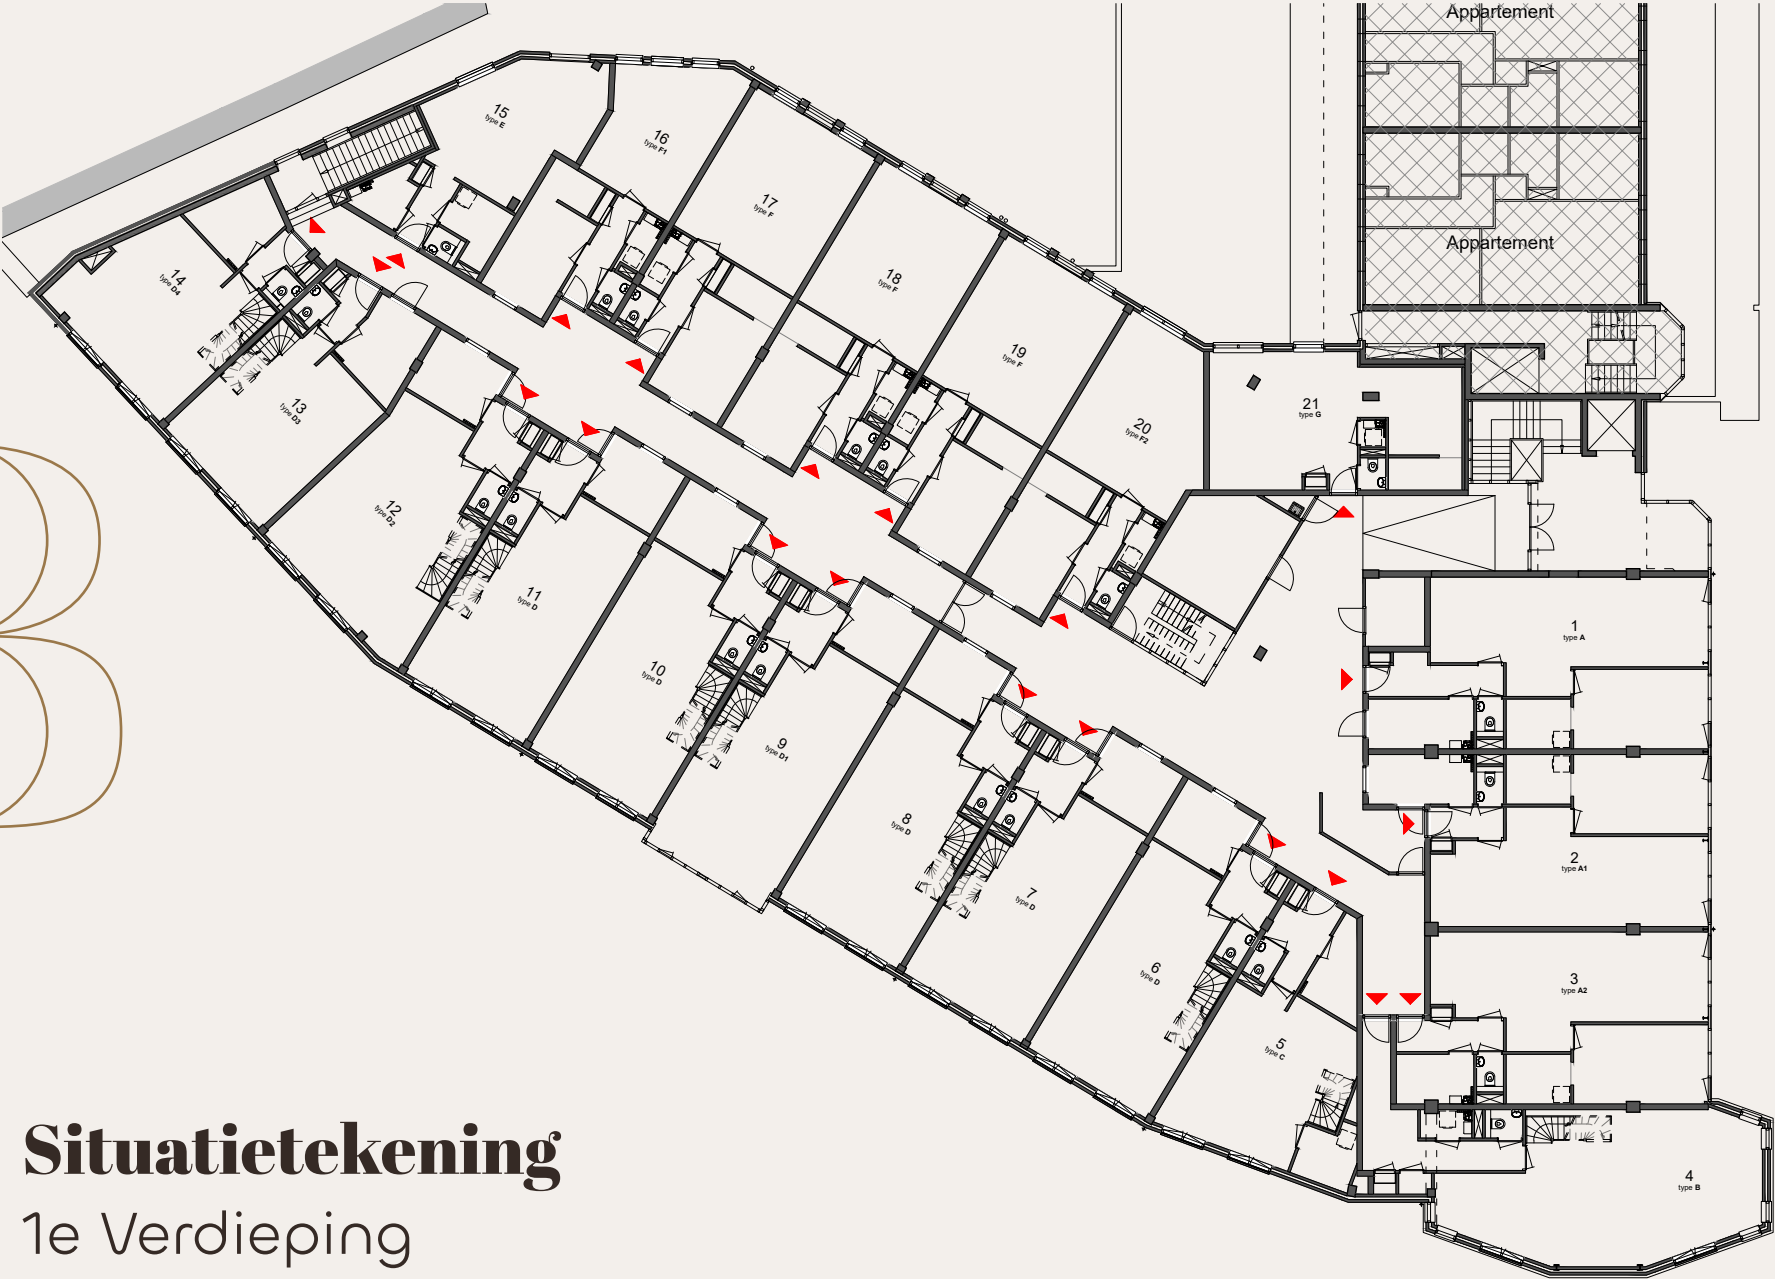 Appartement
Appartement
15
type E
16
type F1
17
type F
18
type F
19
type F
20
type F2
21
type G
14
type D4
13
type D3
12
type D2
11
type D
10
type D
9
type D1
8
type D
7
type D
6
type D
5
type C
1
type A
2
type A1
3
type A2
4
type B
Situatietekening
1e Verdieping